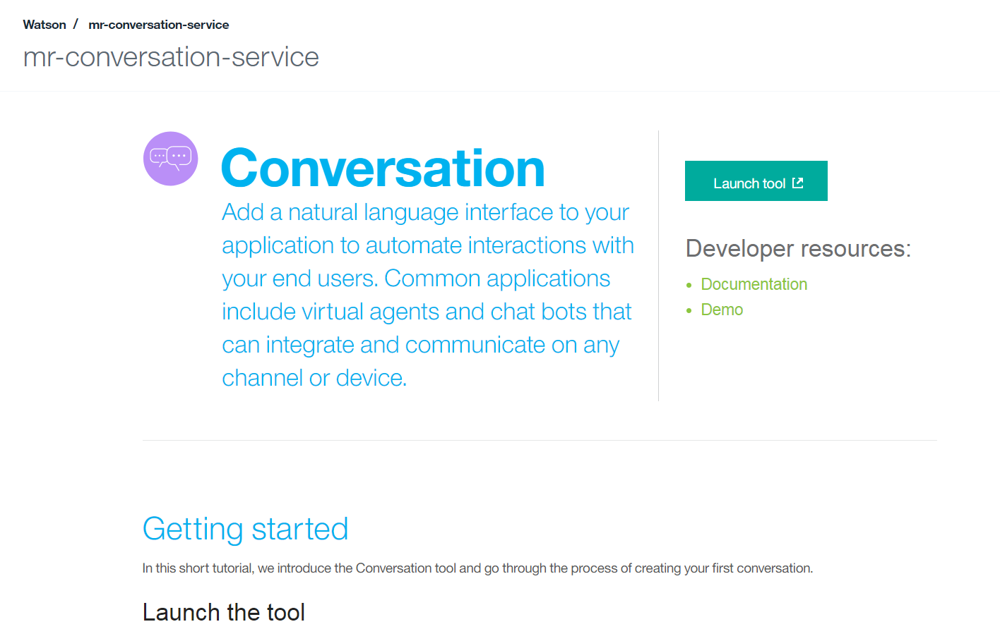 Watson / mr-conversation-service
mr-conversation-service
Conversation
Add a natural language interface to your
application to automate interactions with
your end users. Common applications
include virtual agents and chat bots that
can integrate and communicate on any
channel or device.
Launch tool
Developer resources:
• Documentation
• Demo
Getting started
In this short tutorial, we introduce the Conversation tool and go through the process of creating your first conversation.
Launch the tool